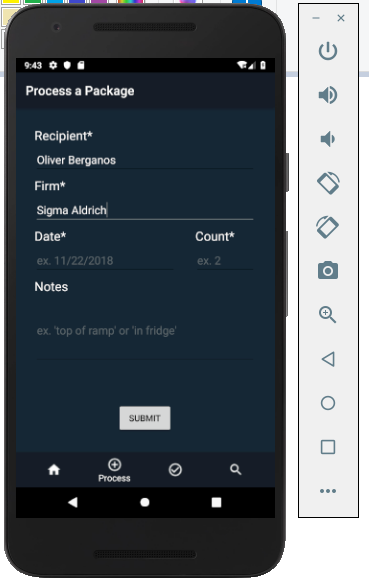 9:43
Process a Package
Recipient*
Oliver Berganos
Firm*
Sigma Aldrich
Date* Count*
ex. 11/22/2018 ex. 2
Notes
ex. 'top of ramp' or 'in fridge'
SUBMIT
Process